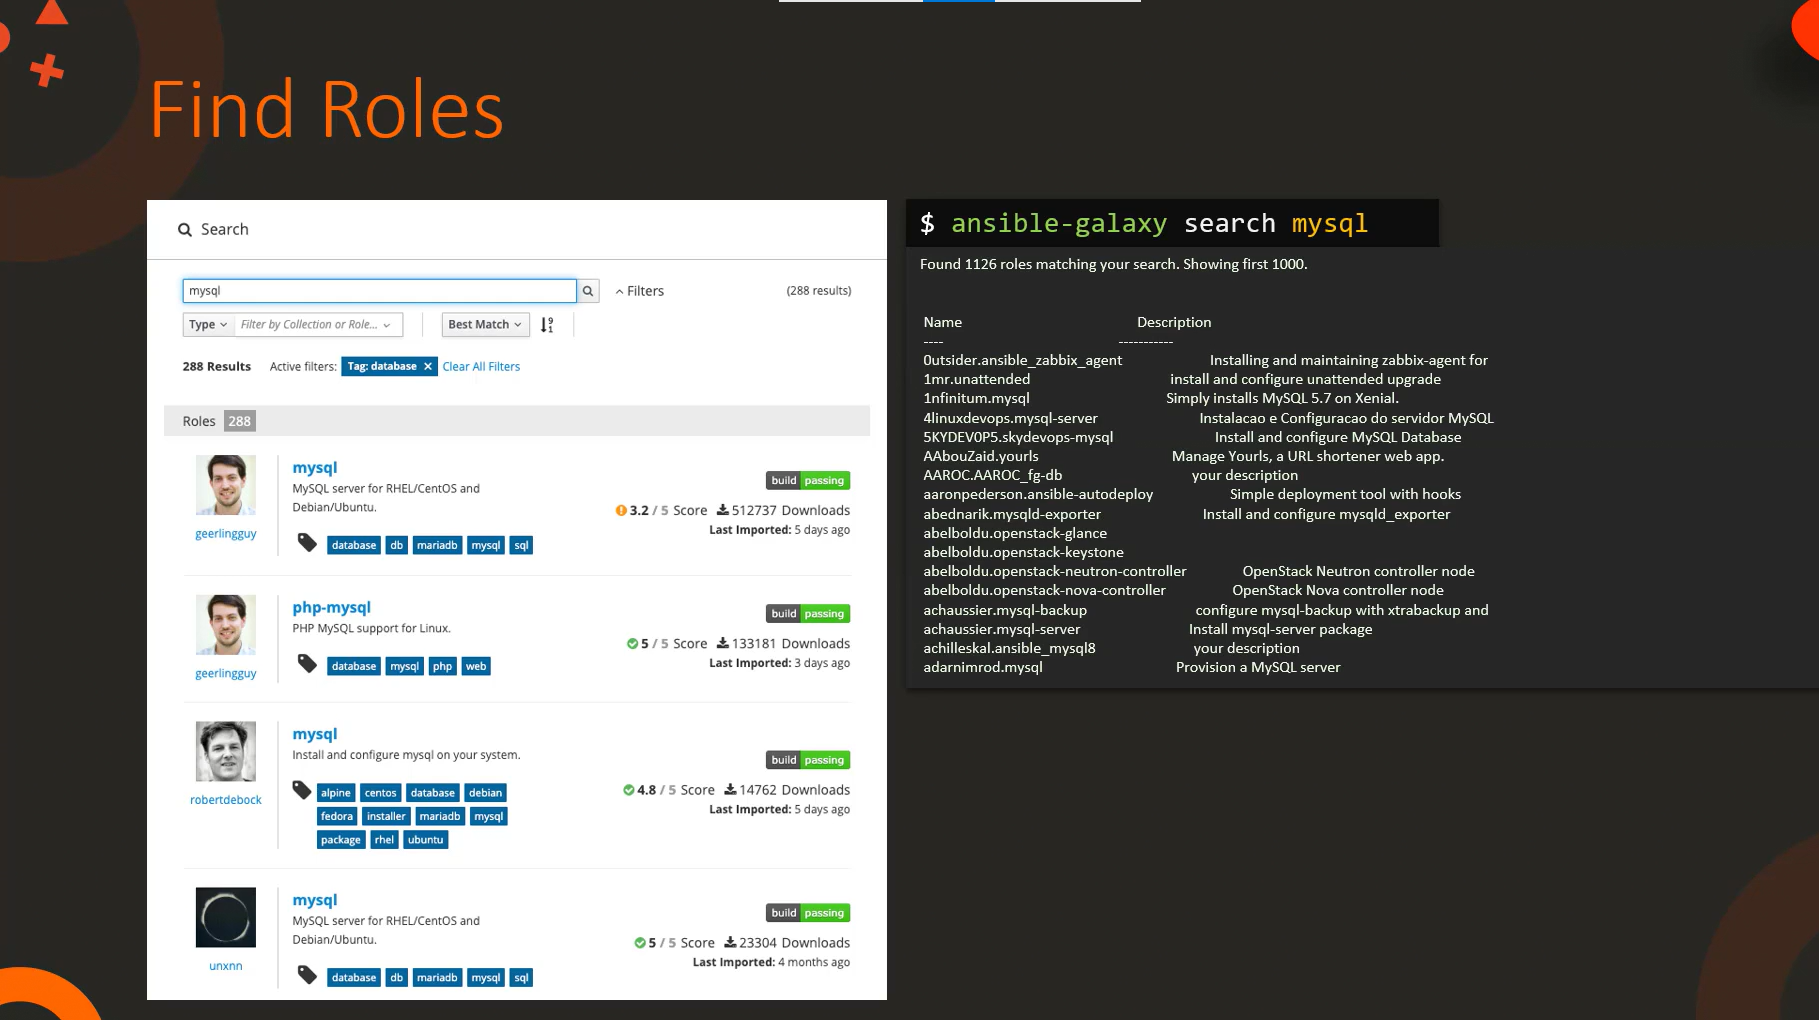 Find Roles
Search
mysql
Filters
(288 results)
Type
Filter by Collection or Role...
Best Match
9
1
288 Results Active filters: Tag: database ✕ Clear All Filters
Roles 288
mysql
MySQL server for RHEL/CentOS and
Debian/Ubuntu.
geerlingguy
database db mariadb mysql sql
build passing
3.2 / 5 Score 512737 Downloads
Last Imported: 5 days ago
php-mysql
PHP MySQL support for Linux.
geerlingguy
database mysql php web
build passing
5 / 5 Score 133181 Downloads
Last Imported: 3 days ago
mysql
Install and configure mysql on your system.
robertdebock
alpine centos database debian
fedora installer mariadb mysql
package rhel ubuntu
build passing
4.8 / 5 Score 14762 Downloads
Last Imported: 5 days ago
mysql
MySQL server for RHEL/CentOS and
Debian/Ubuntu.
unxnn
database db mariadb mysql sql
build passing
5 / 5 Score 23304 Downloads
Last Imported: 4 months ago
$ ansible-galaxy search mysql
Found 1126 roles matching your search. Showing first 1000.
Name Description
---- -----------
0utsider.ansible_zabbix_agent Installing and maintaining zabbix-agent for
1mr.unattended install and configure unattended upgrade
1nfinitum.mysql Simply installs MySQL 5.7 on Xenial.
4linuxdevops.mysql-server Instalacao e Configuracao do servidor MySQL
5KYDEV0P5.skydevops-mysql Install and configure MySQL Database
AAbouZaid.yourls Manage Yourls, a URL shortener web app.
AAROC.AAROC_fg-db your description
aaronpederson.ansible-autodeploy Simple deployment tool with hooks
abednarik.mysqld-exporter Install and configure mysqld_exporter
abelboldu.openstack-glance
abelboldu.openstack-keystone
abelboldu.openstack-neutron-controller OpenStack Neutron controller node
abelboldu.openstack-nova-controller OpenStack Nova controller node
achaussier.mysql-backup configure mysql-backup with xtrabackup and
achaussier.mysql-server Install mysql-server package
achilleskal.ansible_mysql8 your description
adarnimrod.mysql Provision a MySQL server